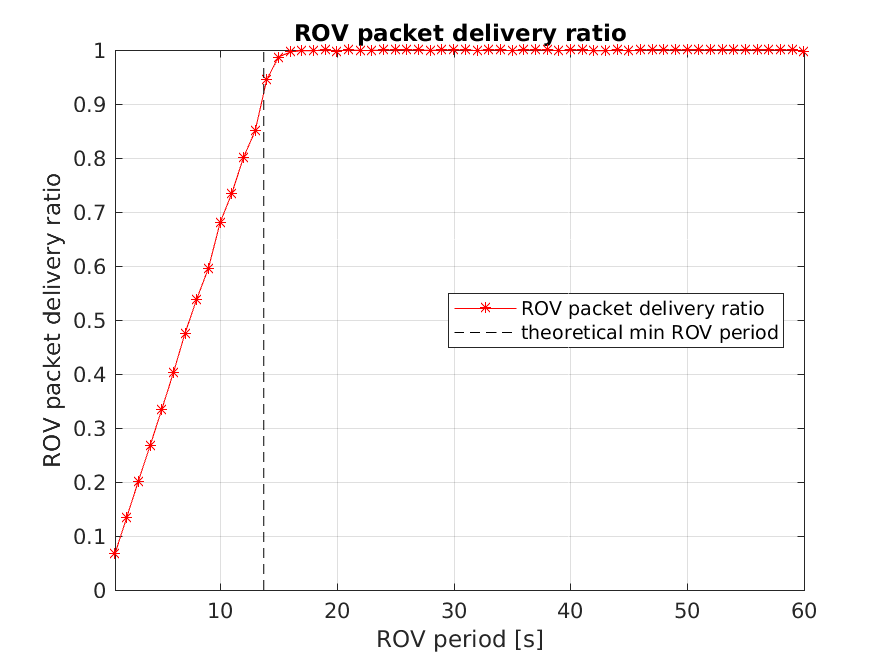 ROV packet delivery ratio
1
0.9
0.8
0.7
0.6
0.5
0.4
0.3
0.2
0.1
0
ROV packet delivery ratio
ROV packet delivery ratio
theoretical min ROV period
10 20 30 40 50 60
ROV period [s]